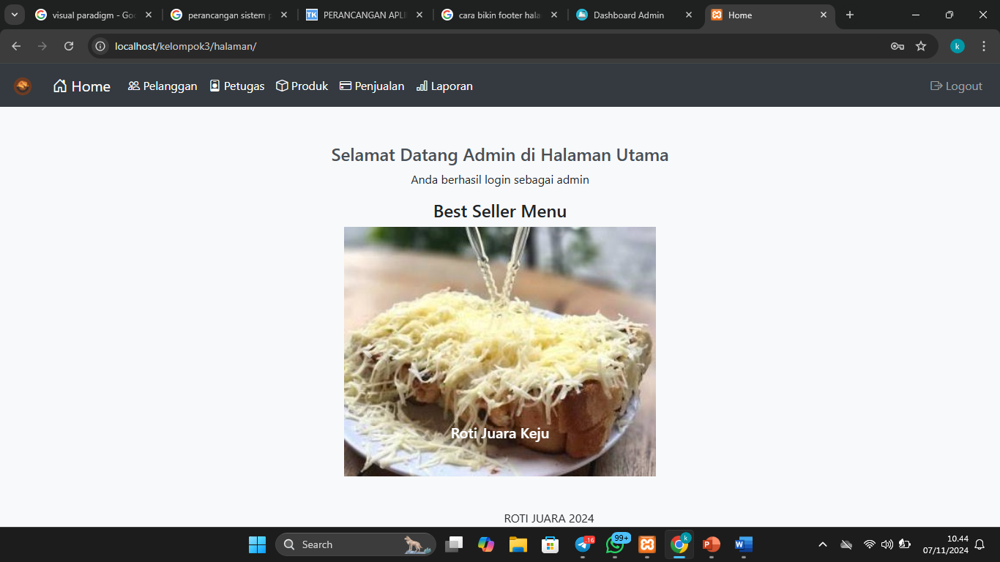 visual paradigm - Goo
perancangan sistem p
TK PERANCANGAN APLI
cara bikin footer hala
Dashboard Admin
Home
localhost/kelompok3/halaman/
k
Home Pelanggan Petugas Produk Penjualan Laporan Logout
Selamat Datang Admin di Halaman Utama
Anda berhasil login sebagai admin
Best Seller Menu
Roti Juara Keju
ROTI JUARA 2024
Search
16
99+
k
P
W
10.44
07/11/2024